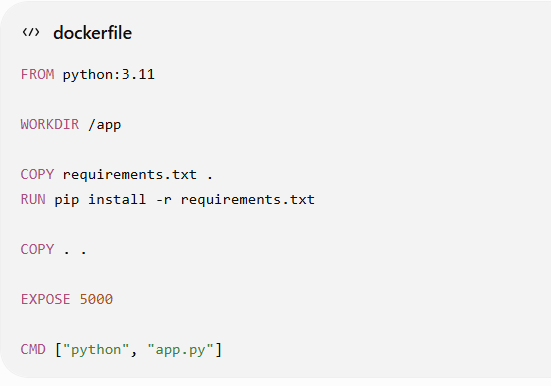 dockerfile
FROM python:3.11
WORKDIR /app
COPY requirements.txt .
RUN pip install -r requirements.txt
COPY . .
EXPOSE 5000
CMD ["python", "app.py"]